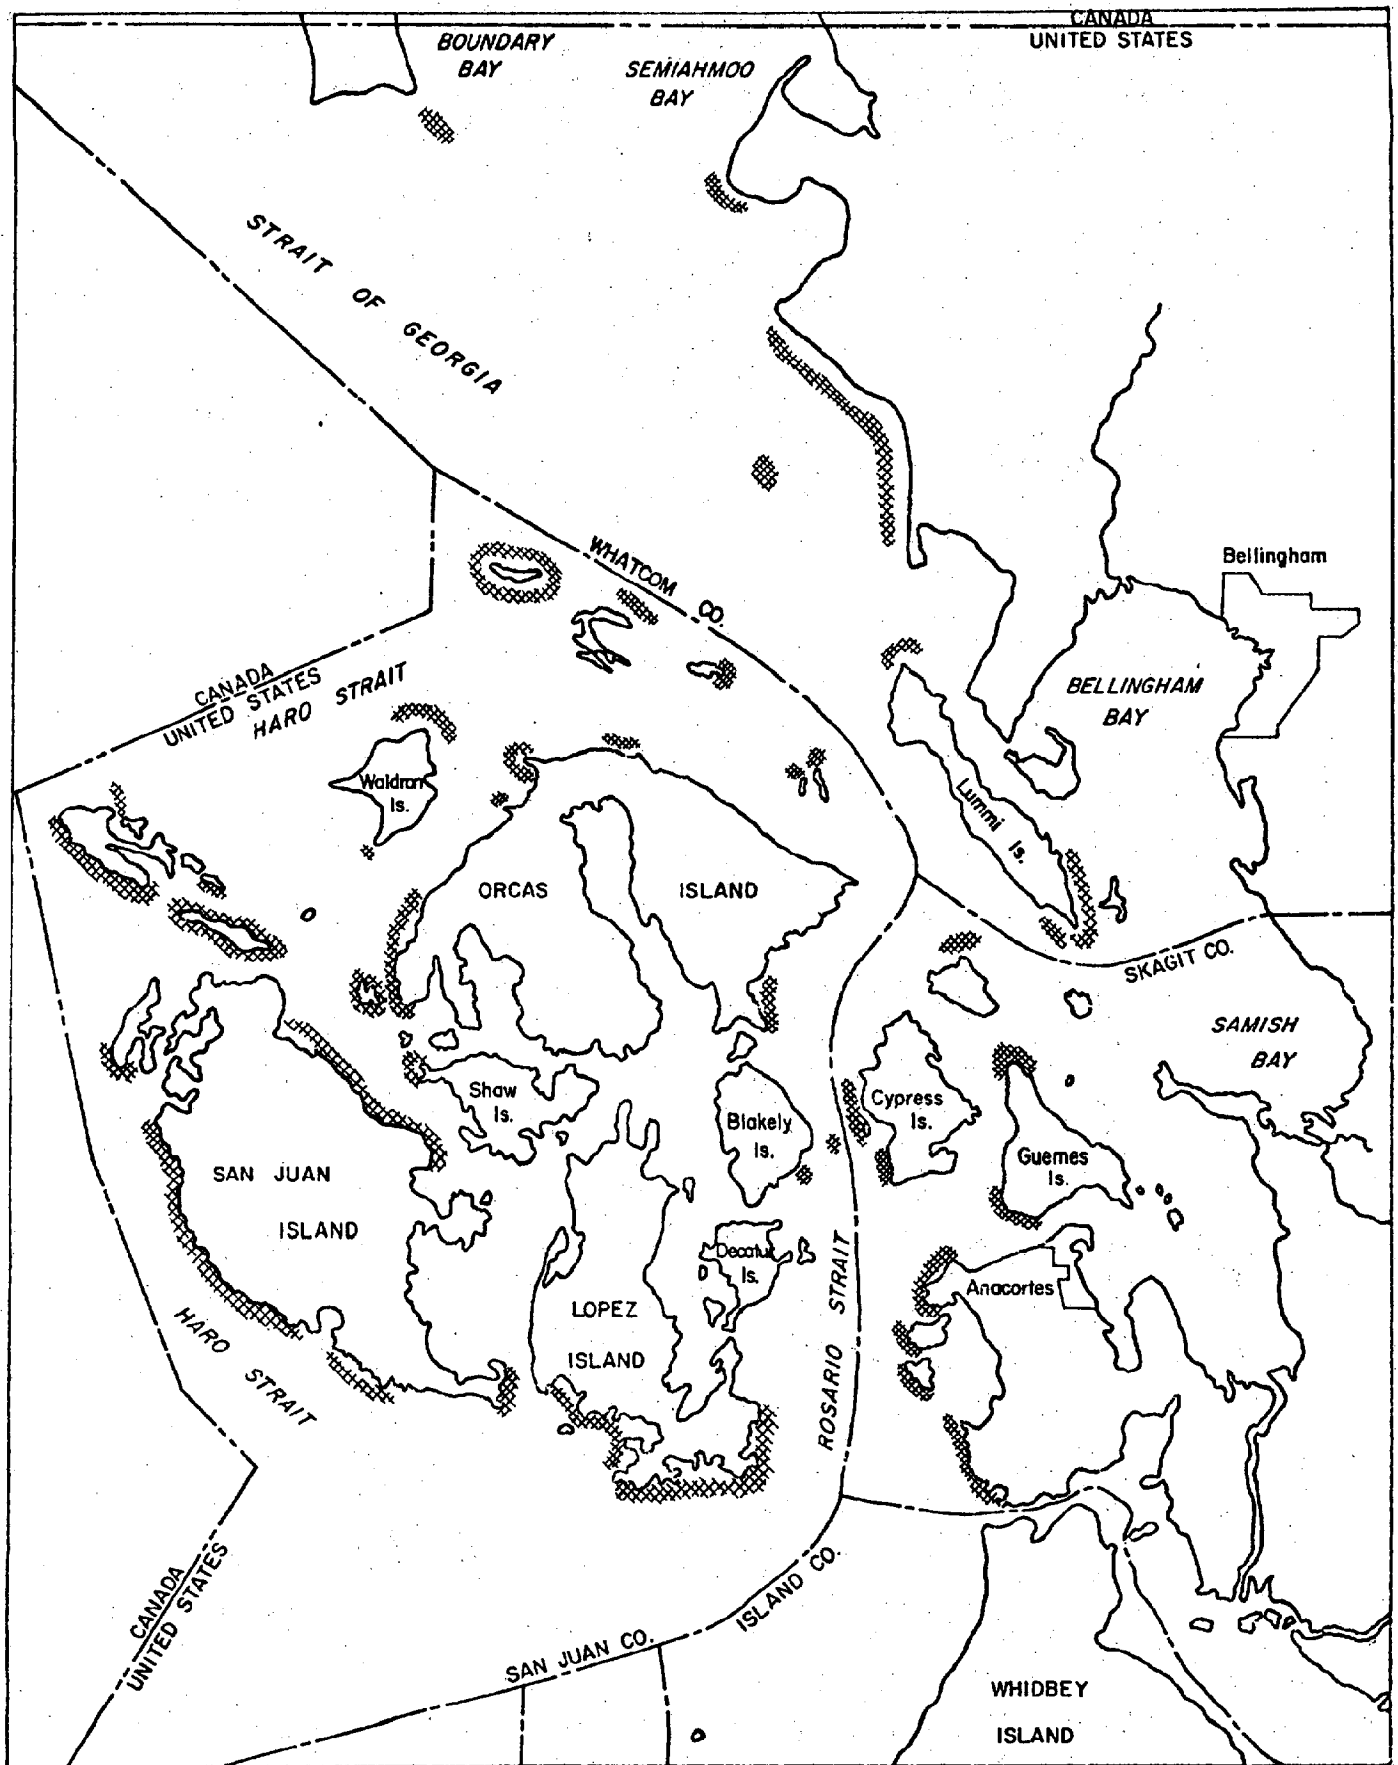 CANADA
UNITED STATES
BOUNDARY
BAY
SEMIAHMOO
BAY
STRAIT OF GEORGIA
Bellingham
WHATCOM CO.
CANADA
UNITED STATES
HARO STRAIT
BELLINGHAM
BAY
Waldron
Is.
Lummi Is.
ORCAS ISLAND
SKAGIT CO.
SAMISH
BAY
Shaw
Is.
Cypress
Is.
Blakely
Is.
Guemes
Is.
SAN JUAN
ISLAND
Decatur
Is.
Anacortes
LOPEZ
ISLAND
HARO STRAIT
ROSARIO STRAIT
CANADA
UNITED STATES
ISLAND CO.
SAN JUAN CO.
WHIDBEY
ISLAND